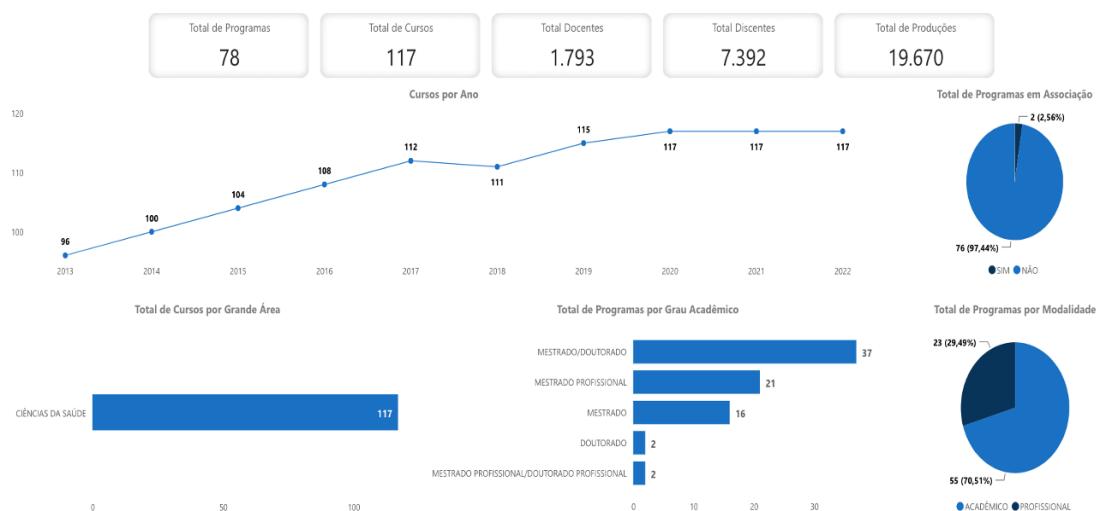 Total de Programas
78
Total de Cursos
117
Total Docentes
1.793
Total Discentes
7.392
Total de Produções
19.670
Cursos por Ano
120
110
100
96
100
104
108
112
111
115
117
117
117
2013
2014
2015
2016
2017
2018
2019
2020
2021
2022
Total de Programas em Associação
2 (2,56%)
76 (97,44%)
SIM
NÃO
Total de Cursos por Grande Área
CIÊNCIAS DA SAÚDE
117
0
50
100
Total de Programas por Grau Acadêmico
MESTRADO/DOUTORADO
37
MESTRADO PROFISSIONAL
21
MESTRADO
16
DOUTORADO
2
MESTRADO PROFISSIONAL/DOUTORADO PROFISSIONAL
2
0
10
20
30
Total de Programas por Modalidade
23 (29,49%)
55 (70,51%)
ACADÊMICO
PROFISSIONAL